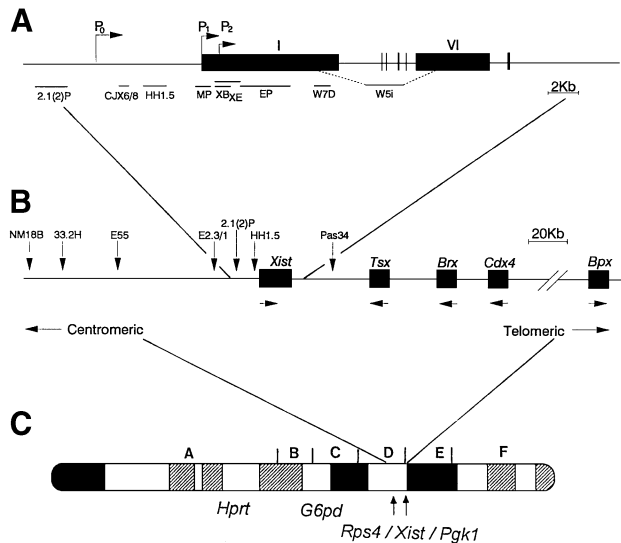 A
P0 P1 P2 I VI
2.1(2)P CJX6/8 HH1.5 MP XB XE EP W7D W5i 2Kb
B
NM18B 33.2H E55 E2.3/1 2.1(2)P HH1.5 Pas34 20Kb
Xist Tsx Brx Cdx4 Bpx
Centromeric Telomeric
C
A B C D E F
Hprt G6pd
Rps4 / Xist / Pgk1